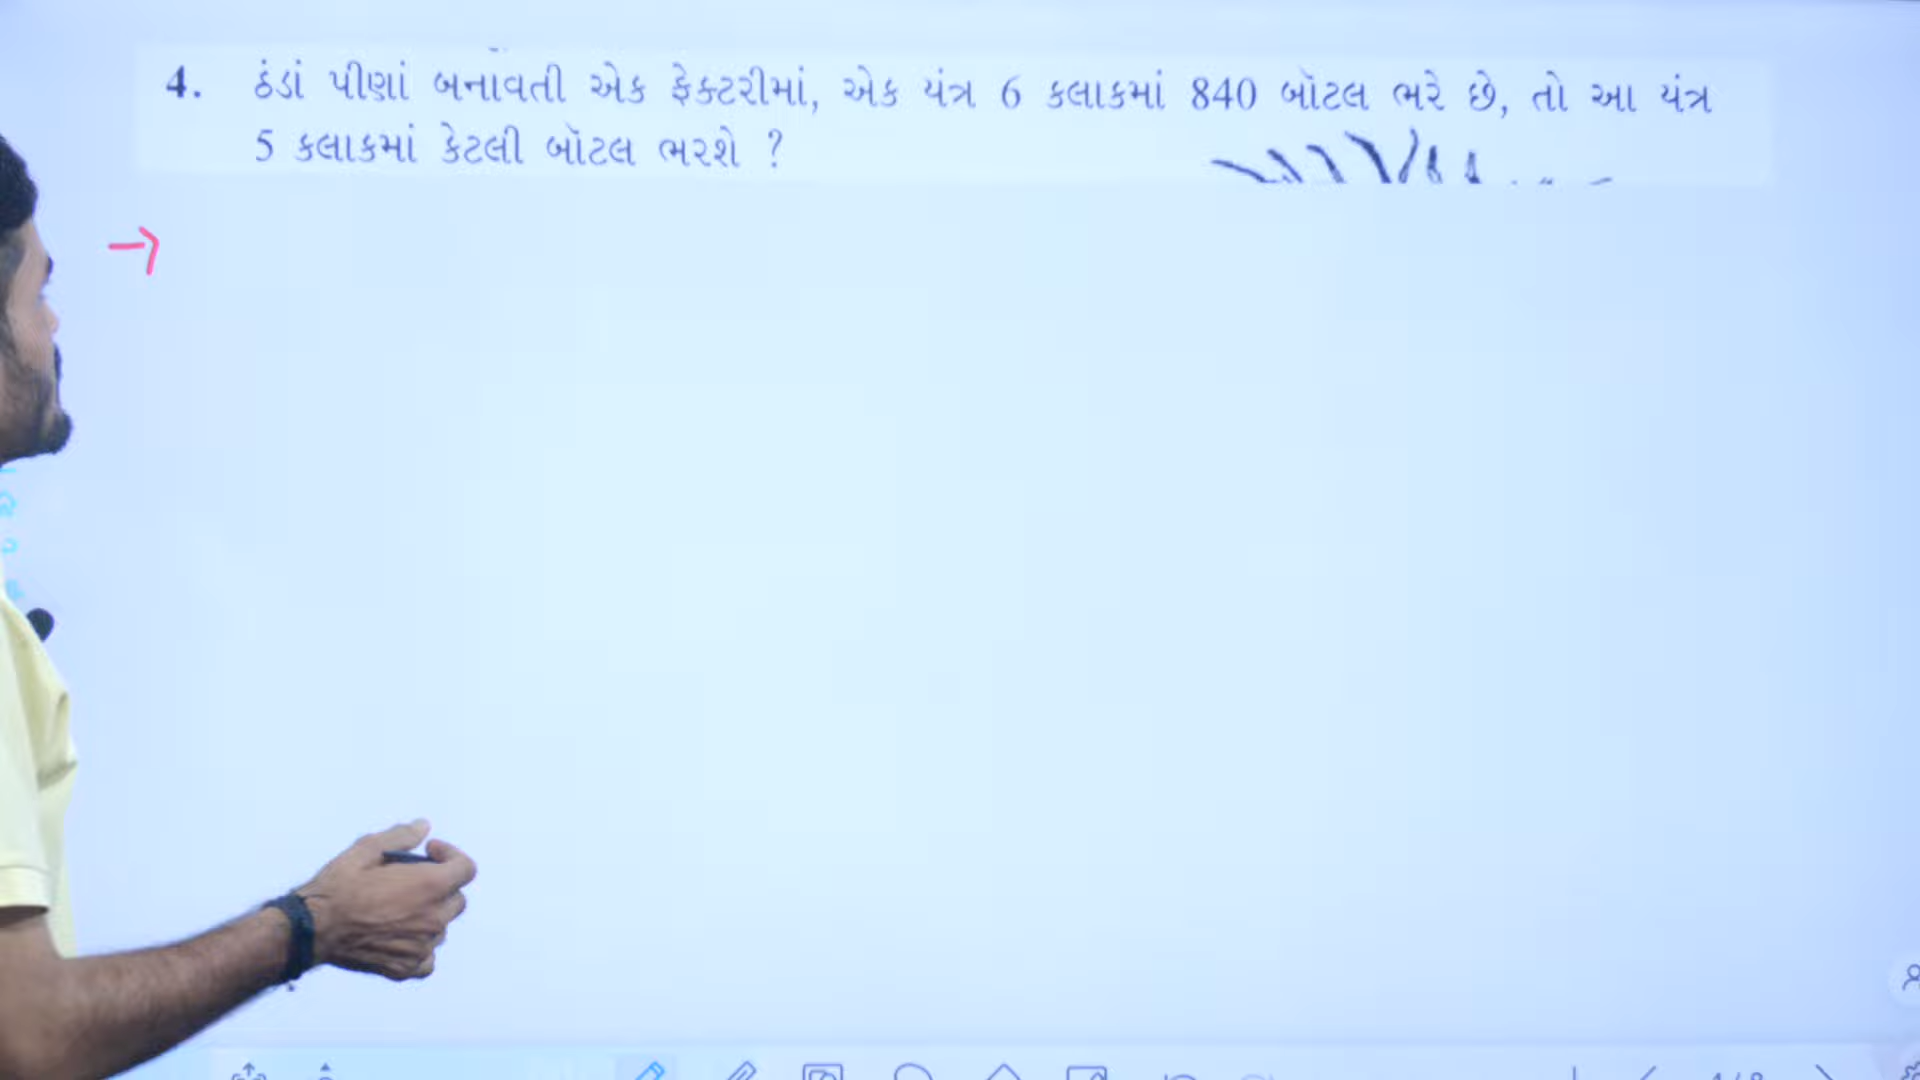 4. ઠંડાં પીણાં બનાવતી એક ફેક્ટરીમાં, એક યંત્ર 6 કલાકમાં 840 બૉટલ ભરે છે, તો આ યંત્ર
5 કલાકમાં કેટલી બૉટલ ભરશે ?